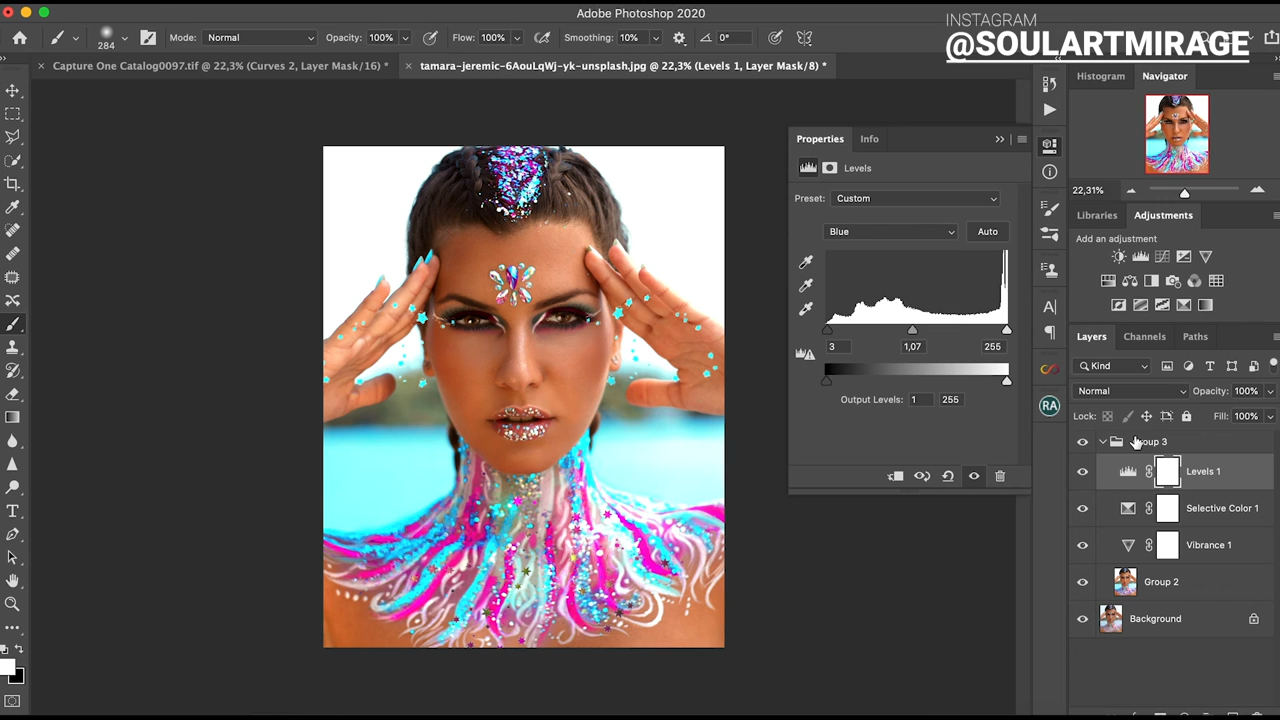 Adobe Photoshop 2020
INSTAGRAM
@SOULARTMIRAGE
284
Mode: Normal
Opacity: 100%
Flow: 100%
Smoothing: 10%
0°
Capture One Catalog0097.tif @ 22,3% (Curves 2, Layer Mask/16) *
tamara-jeremic-6AouLqWj-yk-unsplash.jpg @ 22,3% (Levels 1, Layer Mask/8) *
Histogram
Navigator
22,31%
Properties
Info
Levels
Preset: Custom
Blue
Auto
3
1,07
255
Output Levels: 1 255
Libraries
Adjustments
Add an adjustment
Layers
Channels
Paths
Kind
Normal
Opacity: 100%
Lock:
Fill: 100%
3
Levels 1
Selective Color 1
Vibrance 1
Group 2
Background
RA